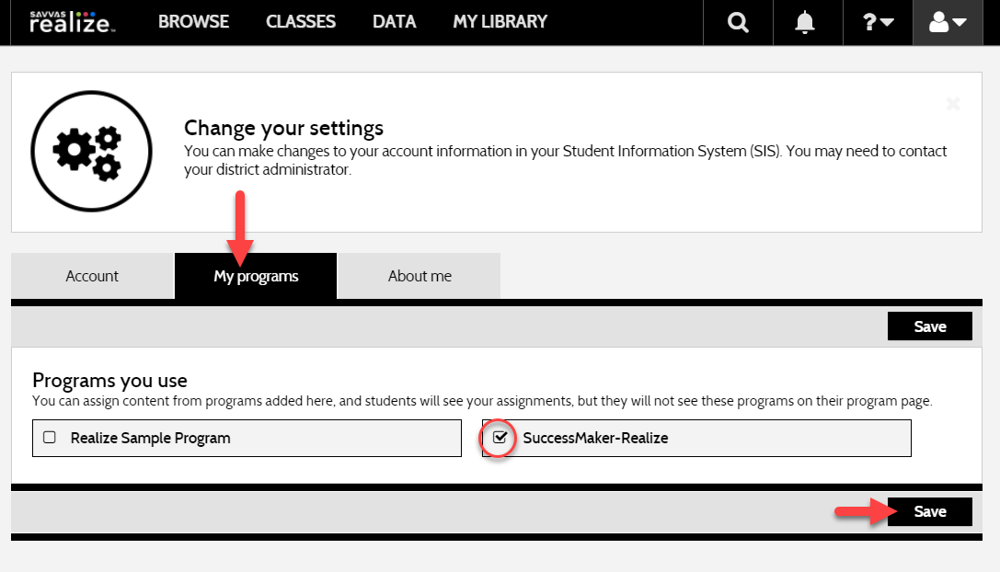 SAVVAS
realize™
BROWSE CLASSES DATA MY LIBRARY ?
Change your settings
You can make changes to your account information in your Student Information System (SIS). You may need to contact
your district administrator.
Account My programs About me
Save
Programs you use
You can assign content from programs added here, and students will see your assignments, but they will not see these programs on their program page.
Realize Sample Program SuccessMaker-Realize
Save